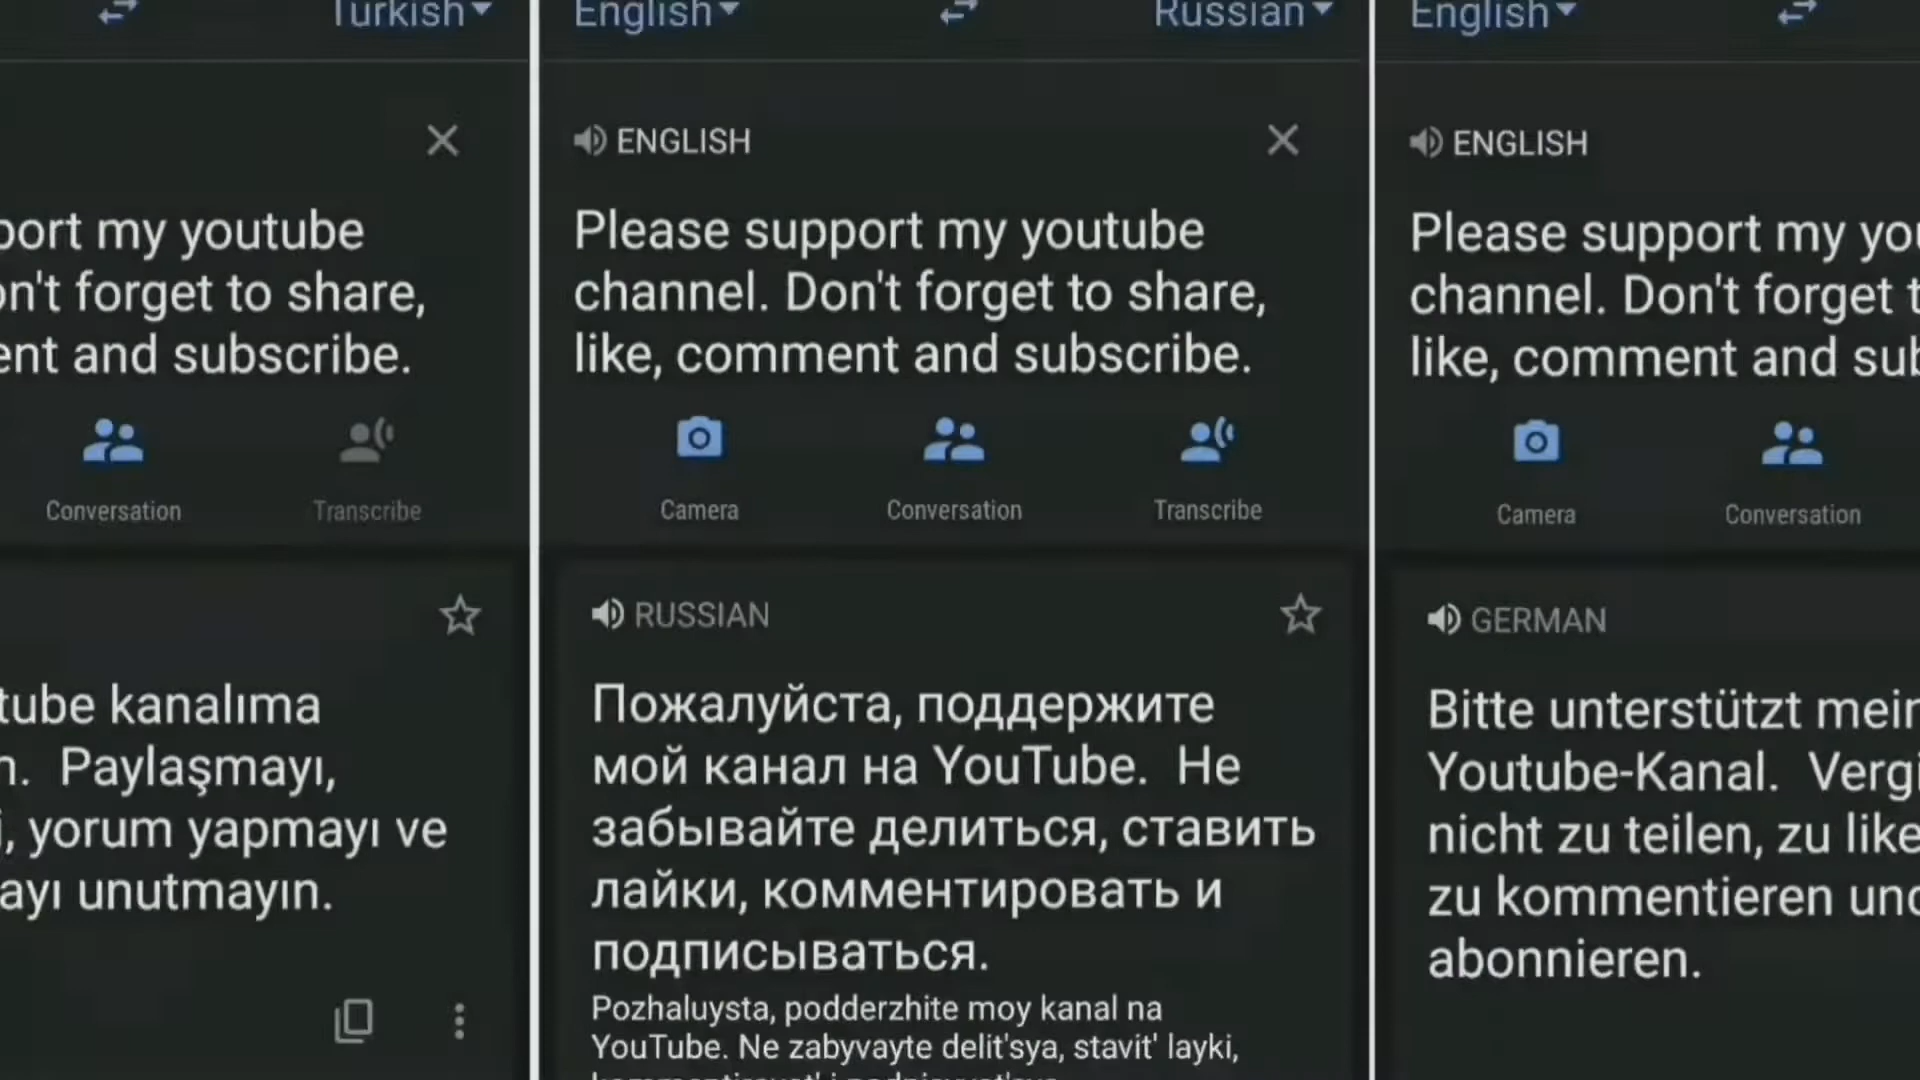 Turkish
port my youtube
on't forget to share,
ent and subscribe.
Conversation
Transcribe
tube kanalıma
n. Paylaşmayı,
i, yorum yapmayı ve
ayı unutmayın.
English
Russian
ENGLISH
Please support my youtube
channel. Don't forget to share,
like, comment and subscribe.
Camera
Conversation
Transcribe
RUSSIAN
Пожалуйста, поддержите
мой канал на YouTube. Не
забывайте делиться, ставить
лайки, комментировать и
подписываться.
Pozhaluysta, podderzhite moy kanal na
YouTube. Ne zabyvayte delit'sya, stavit' layki,
English
ENGLISH
Please support my you
channel. Don't forget t
like, comment and sub
Camera
Conversation
GERMAN
Bitte unterstützt mein
Youtube-Kanal. Vergi
nicht zu teilen, zu like
zu kommentieren und
abonnieren.